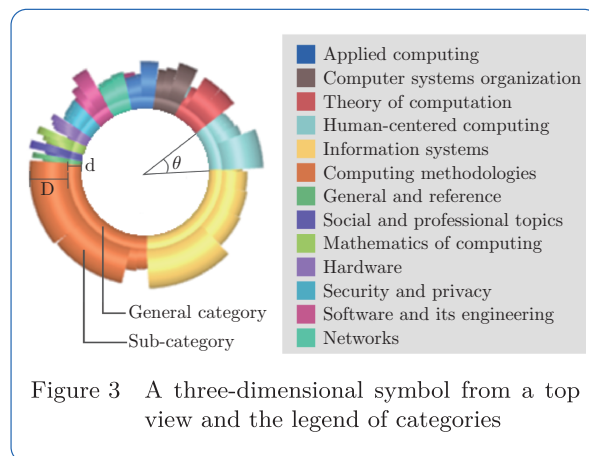 Applied computing
Computer systems organization
Theory of computation
Human-centered computing
Information systems
Computing methodologies
General and reference
Social and professional topics
Mathematics of computing
Hardware
Security and privacy
Software and its engineering
Networks
d
D
θ
General category
Sub-category
Figure 3 A three-dimensional symbol from a top
view and the legend of categories